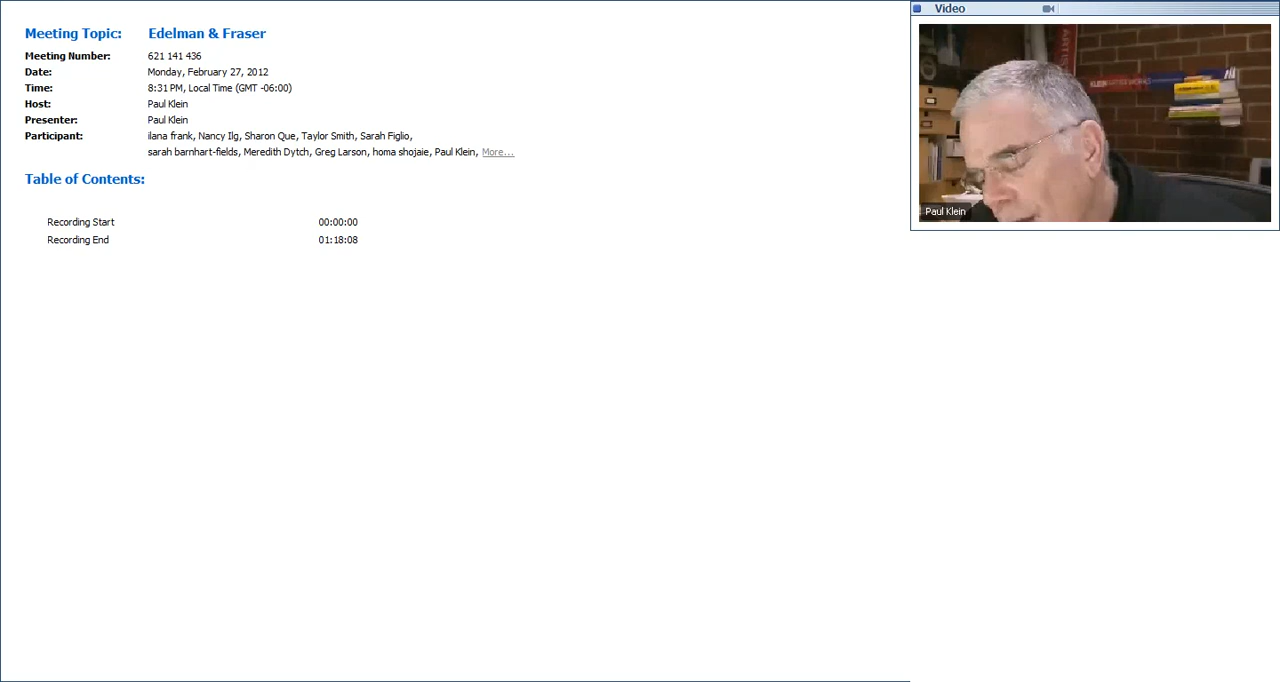 Meeting Topic: Edelman & Fraser
Meeting Number: 621 141 436
Date: Monday, February 27, 2012
Time: 8:31 PM, Local Time (GMT -06:00)
Host: Paul Klein
Presenter: Paul Klein
Participant: ilana frank, Nancy Ilg, Sharon Que, Taylor Smith, Sarah Figlio,
sarah barnhart-fields, Meredith Dytch, Greg Larson, homa shojaie, Paul Klein, More...
Table of Contents:
Recording Start 00:00:00
Recording End 01:18:08
Video
Paul Klein